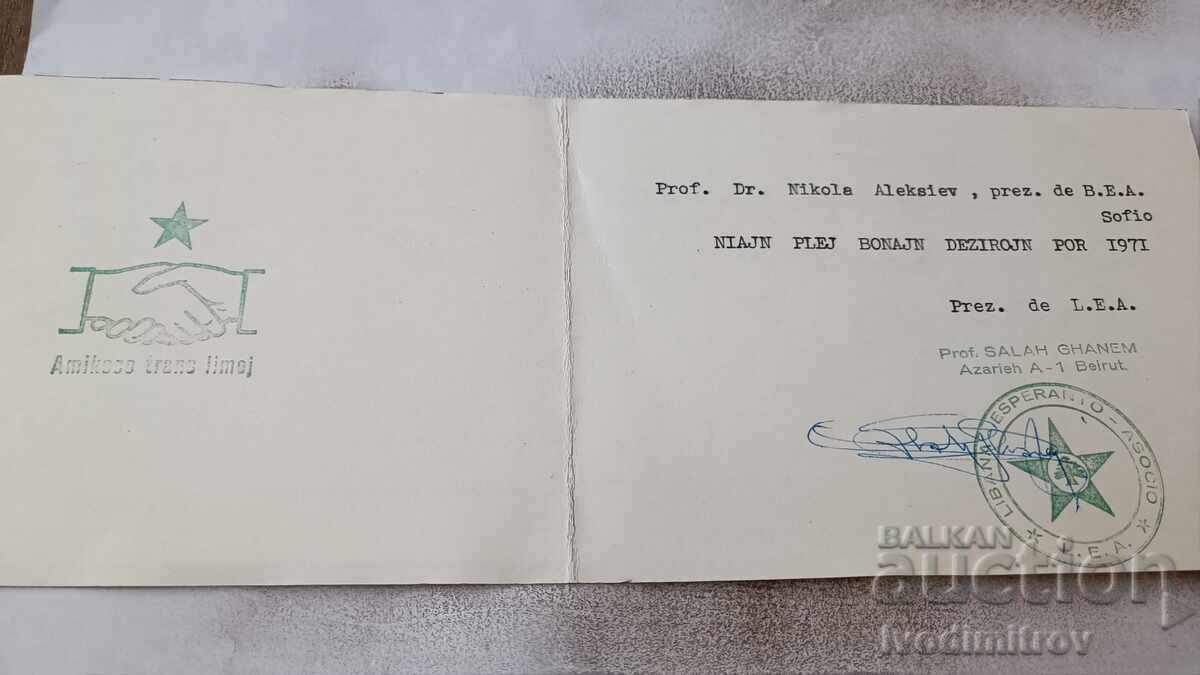 Amikeco trans limoj
Prof. Dr. Nikola Aleksiev , prez. de B.E.A.
Sofio
NIAJN PLEJ BONAJN DEZIROJN POR I97I
Prez. de L.E.A.
Prof. SALAH GHANEM
Azarieh A-1 Beirut.
LIBANA ESPERANTO-ASOCIO
L.E.A.
BALKAN
auction
ivodimitrov